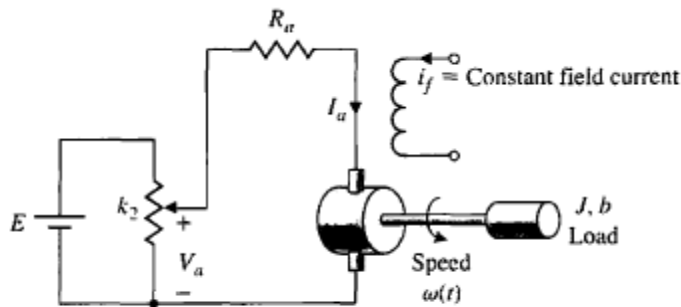 R_a
i_f = Constant field current
I_a
k_2
E
+
V_a
−
J, b
Load
Speed
ω(t)